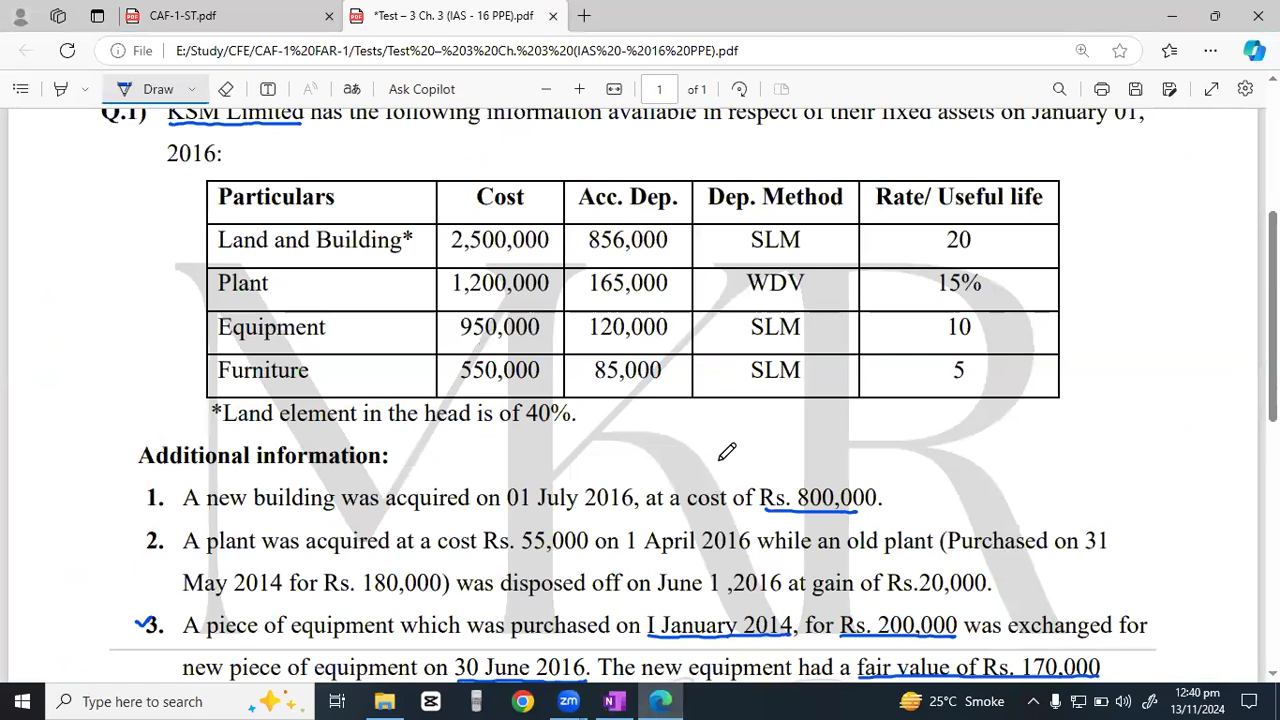 CAF-1-ST.pdf
*Test – 3 Ch. 3 (IAS - 16 PPE).pdf
File
E:/Study/CFE/CAF-1%20FAR-1/Tests/Test%20–%203%20Ch.%203%20(IAS%20-%2016%20PPE).pdf
Draw
Ask Copilot
1 of 1
Q.1) KSM Limited has the following information available in respect of their fixed assets on January 01,
2016:
Particulars Cost Acc. Dep. Dep. Method Rate/ Useful life
Land and Building* 2,500,000 856,000 SLM 20
Plant 1,200,000 165,000 WDV 15%
Equipment 950,000 120,000 SLM 10
Furniture 550,000 85,000 SLM 5
*Land element in the head is of 40%.
Additional information:
1. A new building was acquired on 01 July 2016, at a cost of Rs. 800,000.
2. A plant was acquired at a cost Rs. 55,000 on 1 April 2016 while an old plant (Purchased on 31
May 2014 for Rs. 180,000) was disposed off on June 1 ,2016 at gain of Rs.20,000.
3. A piece of equipment which was purchased on I January 2014, for Rs. 200,000 was exchanged for
new piece of equipment on 30 June 2016. The new equipment had a fair value of Rs. 170,000
MKR
Type here to search
25°C Smoke
12:40 pm
13/11/2024